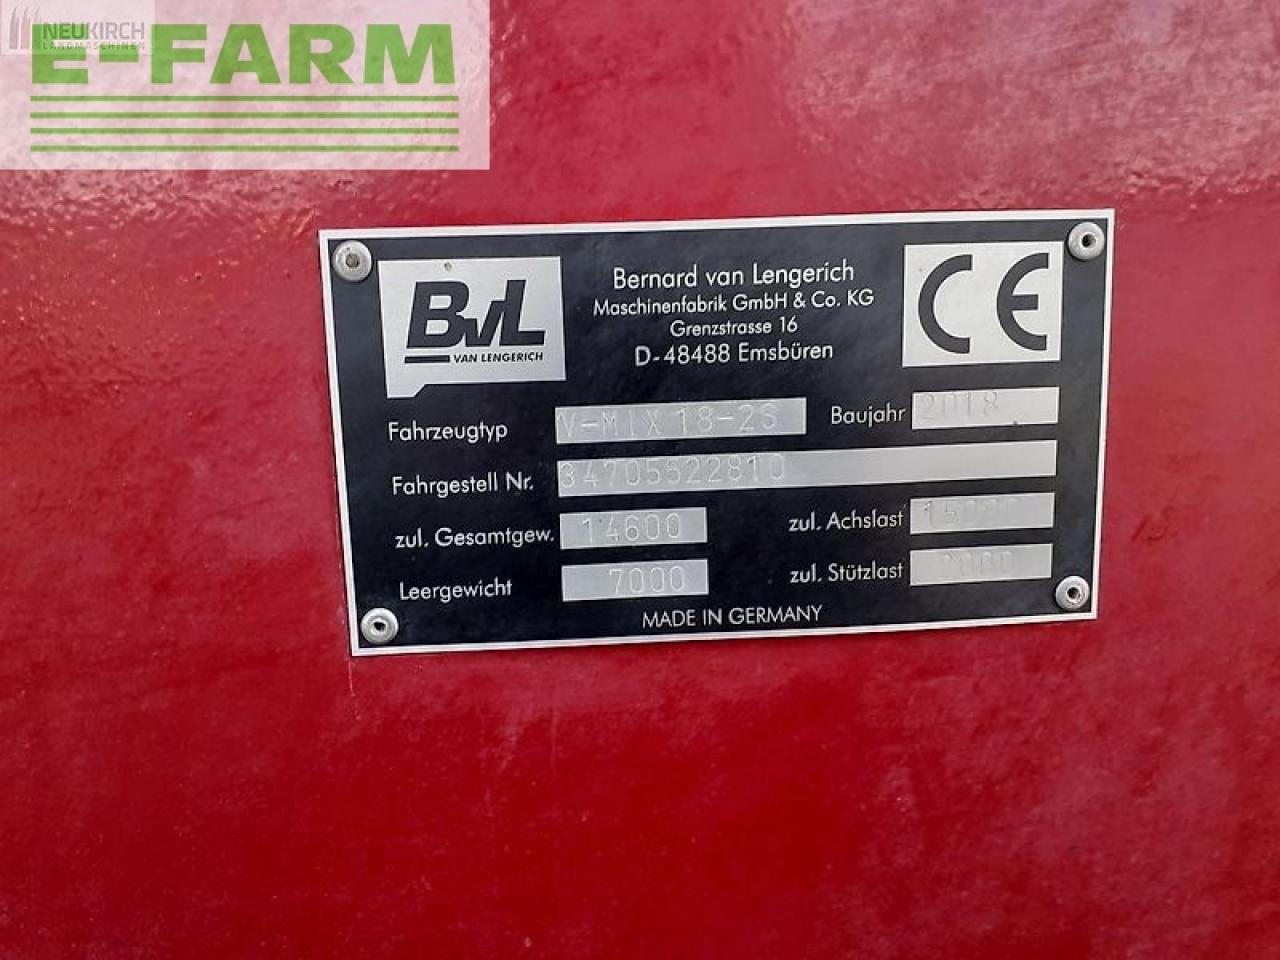 NEUKIRCH
LANDMASCHINEN
E-FARM
BvL
VAN LENGERICH
Bernard van Lengerich
Maschinenfabrik GmbH & Co. KG
Grenzstrasse 16
D-48488 Emsbüren
CE
Fahrzeugtyp V-MIX 18-2S Baujahr 2018
Fahrgestell Nr. 34705522810
zul. Gesamtgew. 14600 zul. Achslast
Leergewicht 7000 zul. Stützlast
MADE IN GERMANY